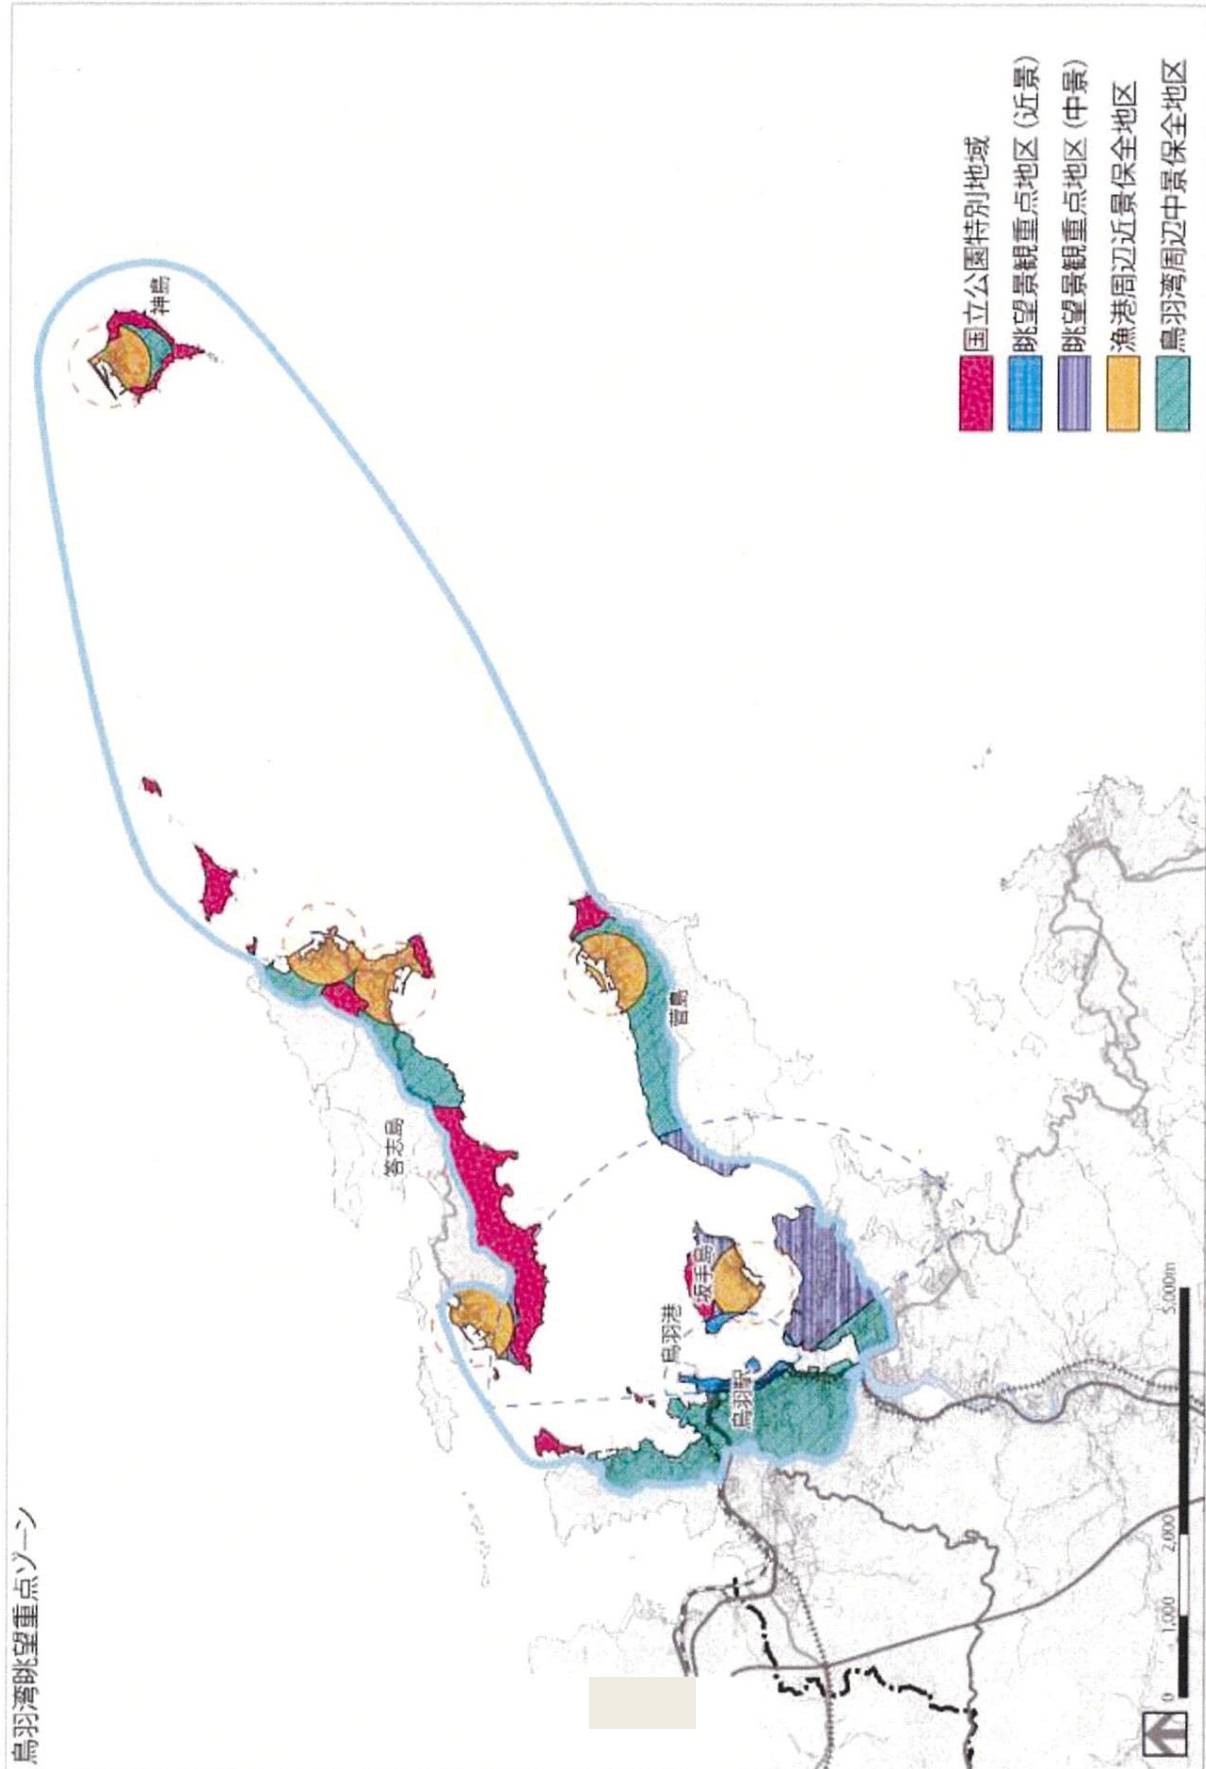 鳥羽湾眺望重点ゾーン
神島
答志島
菅島
坂手島
鳥羽港
鳥羽駅
国立公園特別地域
眺望景観重点地区（近景）
眺望景観重点地区（中景）
漁港周辺近景保全地区
鳥羽湾周辺中景保全地区
0 1,000 2,000 5,000m